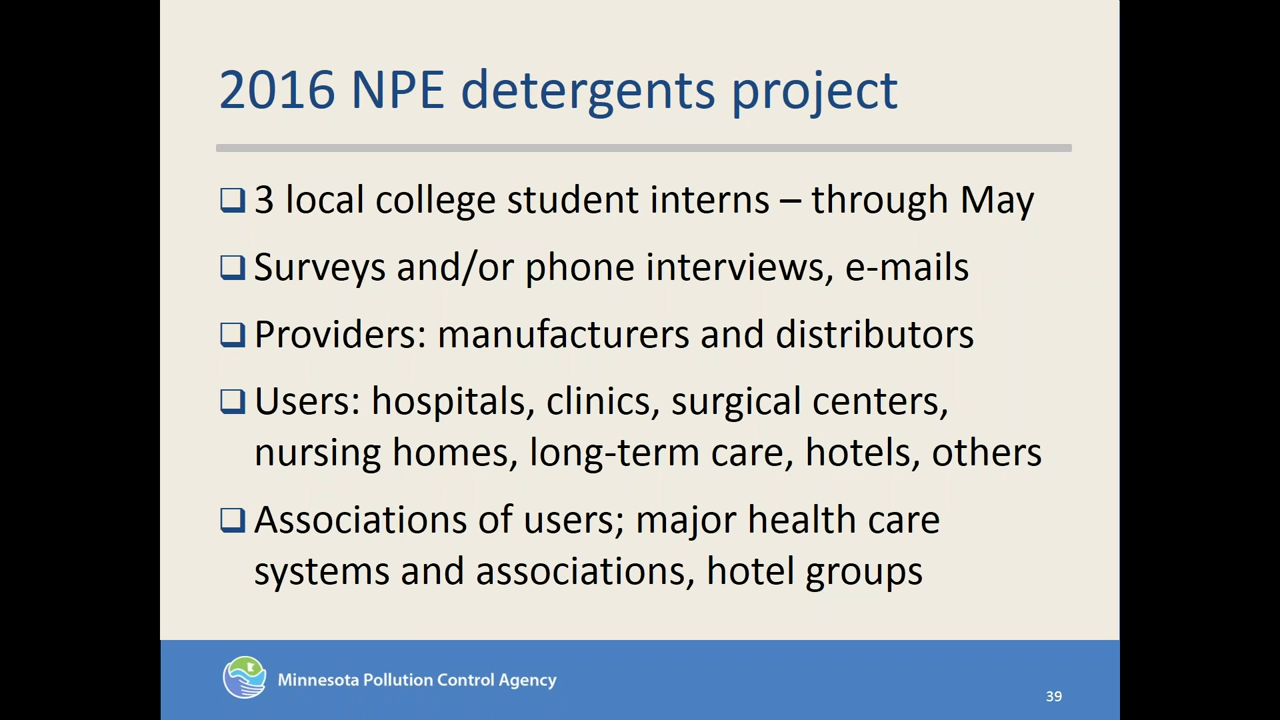 2016 NPE detergents project
❑ 3 local college student interns – through May
❑ Surveys and/or phone interviews, e-mails
❑ Providers: manufacturers and distributors
❑ Users: hospitals, clinics, surgical centers,
nursing homes, long-term care, hotels, others
❑ Associations of users; major health care
systems and associations, hotel groups
Minnesota Pollution Control Agency
39